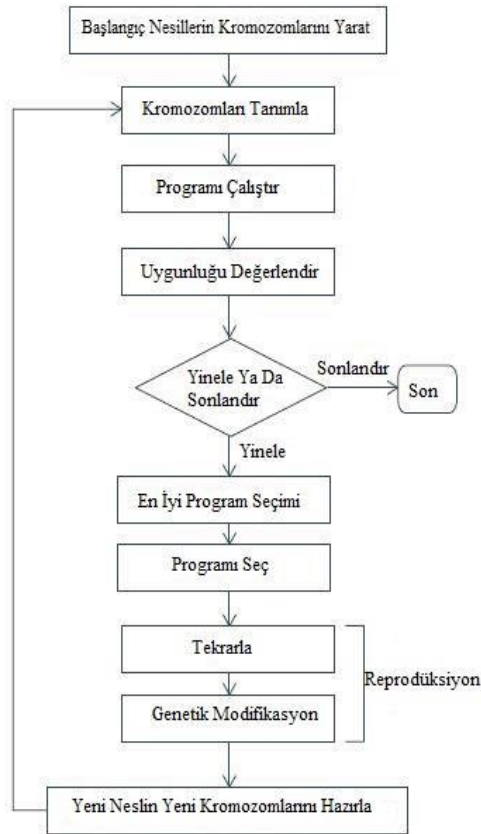 Başlangıç Nesillerin Kromozomlarını Yarat
Kromozomları Tanımla
Programı Çalıştır
Uygunluğu Değerlendir
Yinele Ya Da
Sonlandır
Sonlandır
Son
Yinele
En İyi Program Seçimi
Programı Seç
Tekrarla
Reprodüksiyon
Genetik Modifikasyon
Yeni Neslin Yeni Kromozomlarını Hazırla